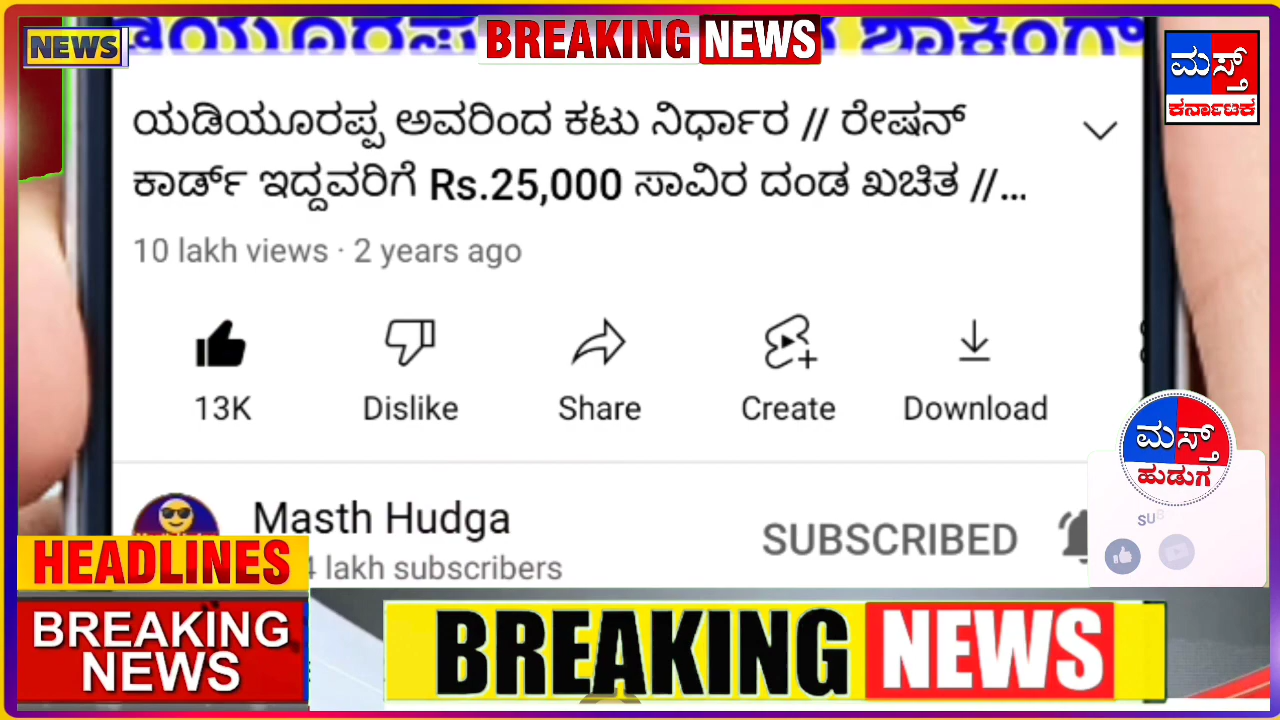 NEWS
BREAKING NEWS
ಶಾಕಿಂಗ್
ಮಸ್ತ್
ಕರ್ನಾಟಕ
ಯಡಿಯೂರಪ್ಪ ಅವರಿಂದ ಕಟು ನಿರ್ಧಾರ // ರೇಷನ್
ಕಾರ್ಡ್ ಇದ್ದವರಿಗೆ Rs.25,000 ಸಾವಿರ ದಂಡ ಖಚಿತ //...
10 lakh views · 2 years ago
13K
Dislike
Share
Create
Download
ಮಸ್ತ್
ಹುಡುಗ
SUB
Masth Hudga
SUBSCRIBED
4 lakh subscribers
HEADLINES
BREAKING
NEWS
BREAKING NEWS